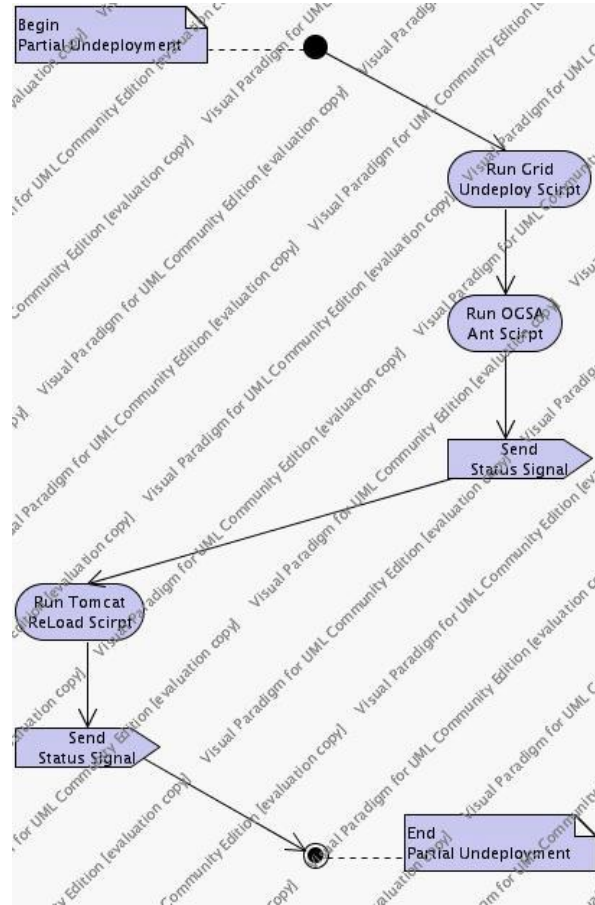 Begin
Partial Undeployment
Run Grid
Undeploy Scirpt
Run OGSA
Ant Scirpt
Send
Status Signal
Run Tomcat
ReLoad Scirpt
Send
Status Signal
End
Partial Undeployment
Visual Paradigm for UML Community Edition [evaluation copy]